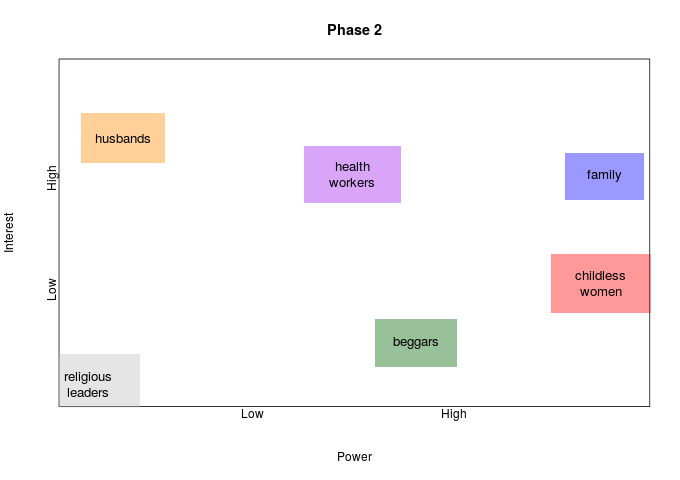 Phase 2
husbands
health
workers
family
High
Interest
childless
women
Low
beggars
religious
leaders
Low
High
Power